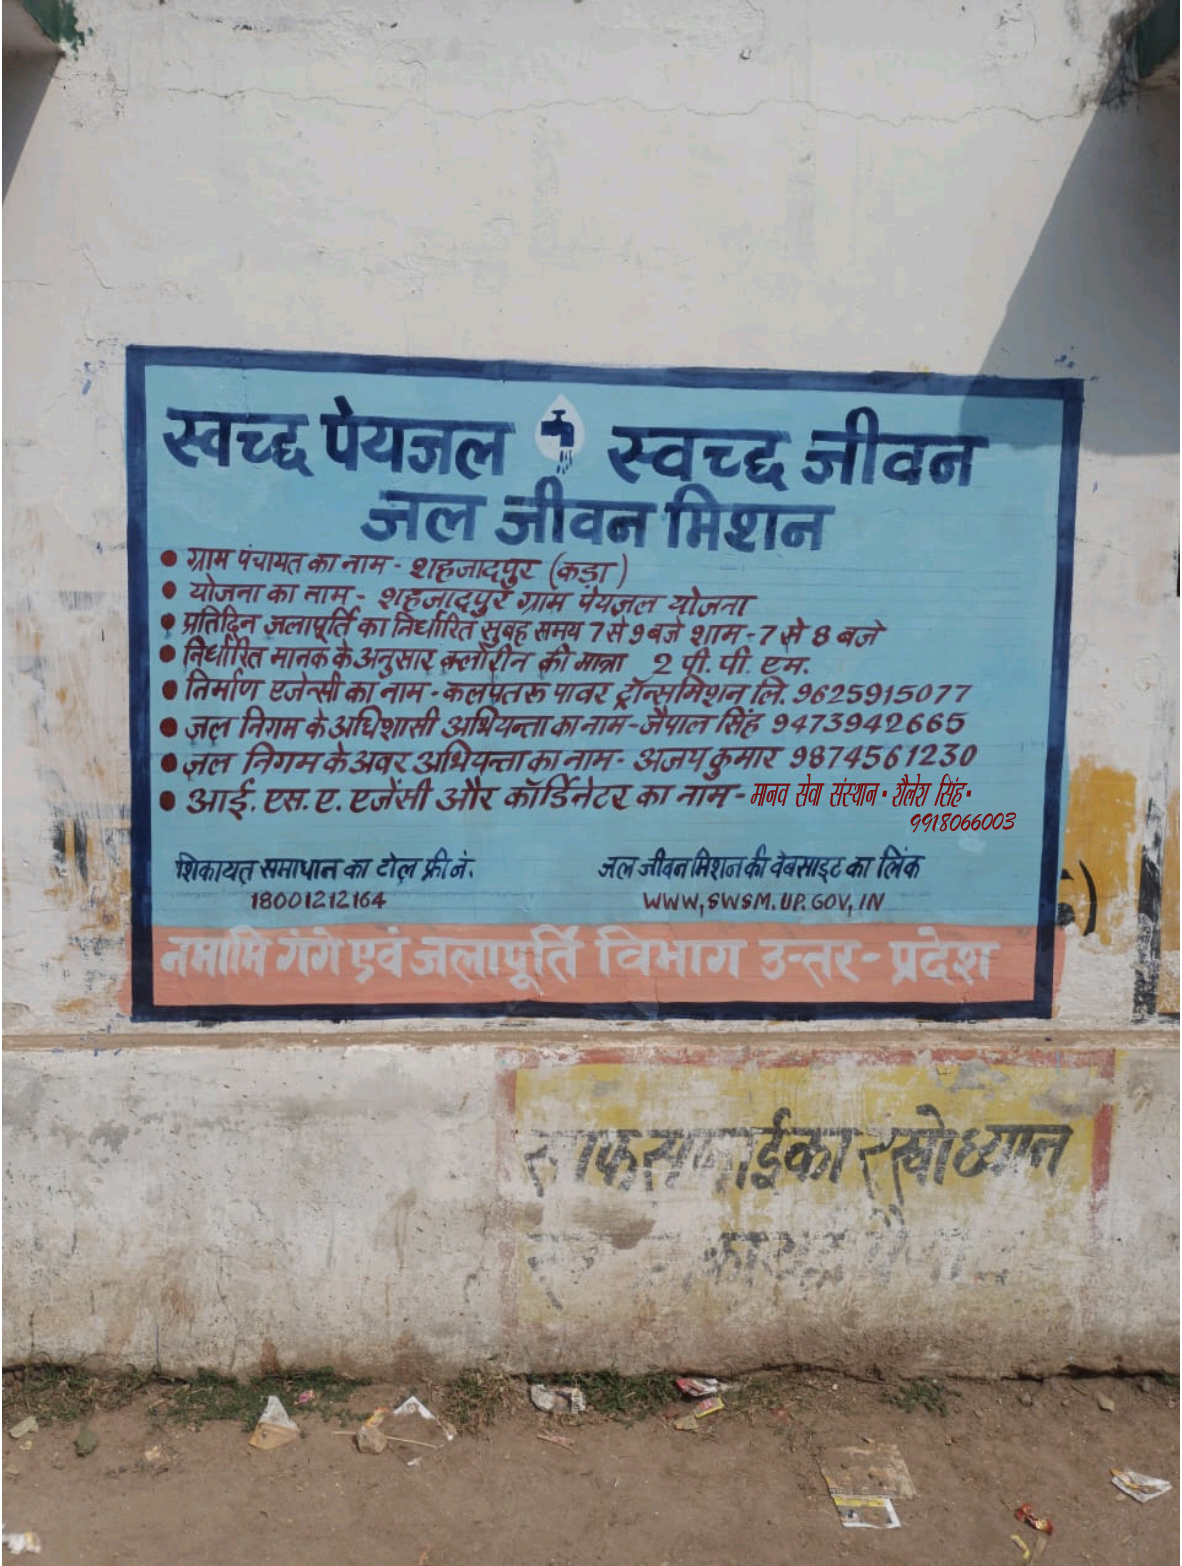 स्वच्छ पेयजल स्वच्छ जीवन
जल जीवन मिशन
• ग्राम पंचायत का नाम - शहजादपुर (कड़ा)
• योजना का नाम - शहजादपुर ग्राम पेयजल योजना
• प्रतिदिन जलापूर्ति का निर्धारित सुबह समय 7 से 9 बजे शाम - 7 से 8 बजे
• निर्धारित मानक के अनुसार क्लोरीन की मात्रा 2 पी. पी. एम.
• निर्माण एजेन्सी का नाम - कलपतरू पावर ट्रॉन्समिशन लि. 9625915077
• जल निगम के अधिशासी अभियन्ता का नाम - जैपाल सिंह 9473942665
• जल निगम के अवर अभियन्ता का नाम - अजय कुमार 9874561230
• आई. एस. ए. एजेंसी और कॉर्डिनेटर का नाम - मानव सेवा संस्थान • शैलेश सिंह •
9918066003
शिकायत समाधान का टोल फ्री नं.
18001212164
जल जीवन मिशन की वेबसाइट का लिंक
WWW,SWSM.UP.GOV,IN
नमामि गंगे एवं जलापूर्ति विभाग उत्तर - प्रदेश
साफ सफाई का रखो ध्यान